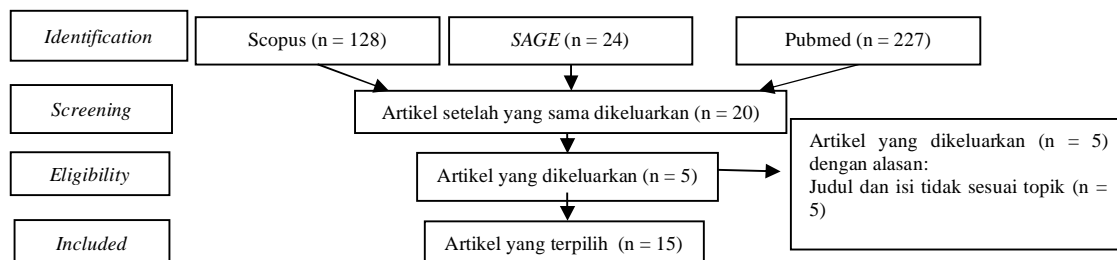 Identification
Scopus (n = 128)
SAGE (n = 24)
Pubmed (n = 227)
Screening
Artikel setelah yang sama dikeluarkan (n = 20)
Eligibility
Artikel yang dikeluarkan (n = 5)
Artikel yang dikeluarkan (n = 5)
dengan alasan:
Judul dan isi tidak sesuai topik (n =
5)
Included
Artikel yang terpilih (n = 15)